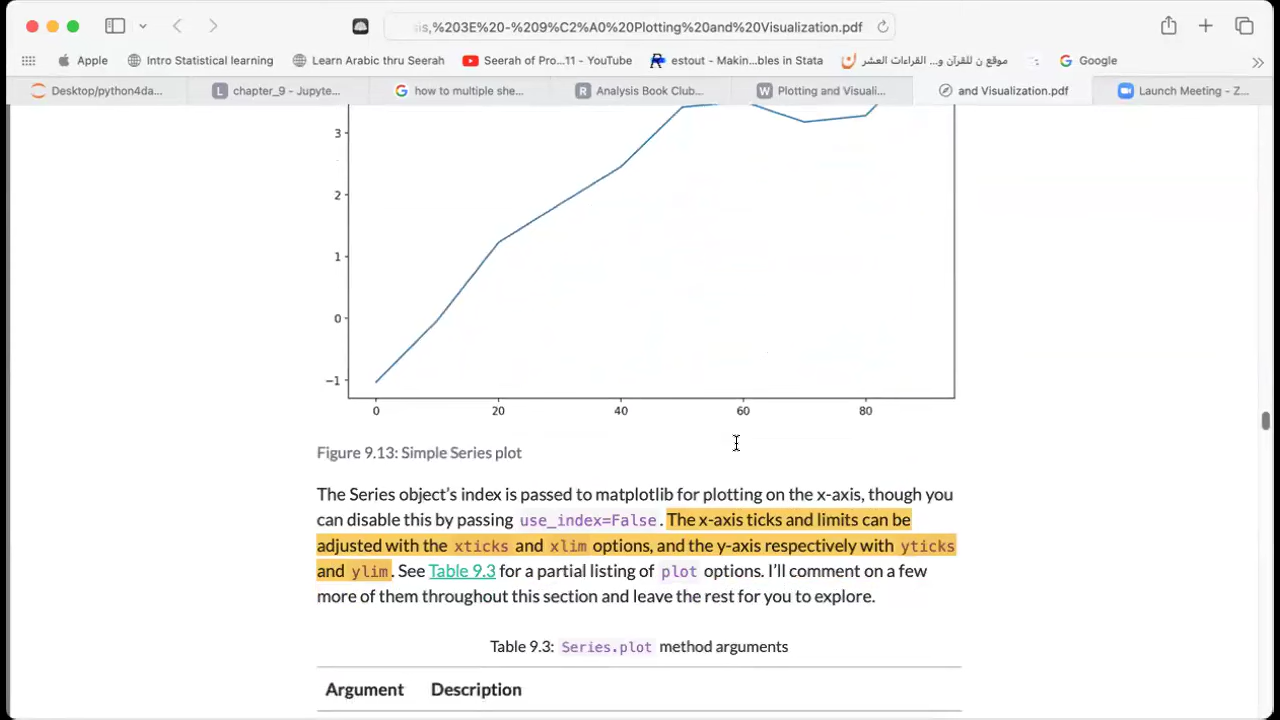 is,%203E%20-%209%C2%A0%20Plotting%20and%20Visualization.pdf
Apple
Intro Statistical learning
Learn Arabic thru Seerah
Seerah of Pro...11 - YouTube
estout - Makin...bles in Stata
موقع ن للقرآن و... القراءات العشر
Google
Desktop/python4da...
chapter_9 - Jupyte...
how to multiple she...
Analysis Book Club...
Plotting and Visuali...
and Visualization.pdf
Launch Meeting - Z...
3
2
1
0
−1
0 20 40 60 80
Figure 9.13: Simple Series plot
The Series object's index is passed to matplotlib for plotting on the x-axis, though you
can disable this by passing use_index=False. The x-axis ticks and limits can be
adjusted with the xticks and xlim options, and the y-axis respectively with yticks
and ylim. See Table 9.3 for a partial listing of plot options. I'll comment on a few
more of them throughout this section and leave the rest for you to explore.
Table 9.3: Series.plot method arguments
Argument Description